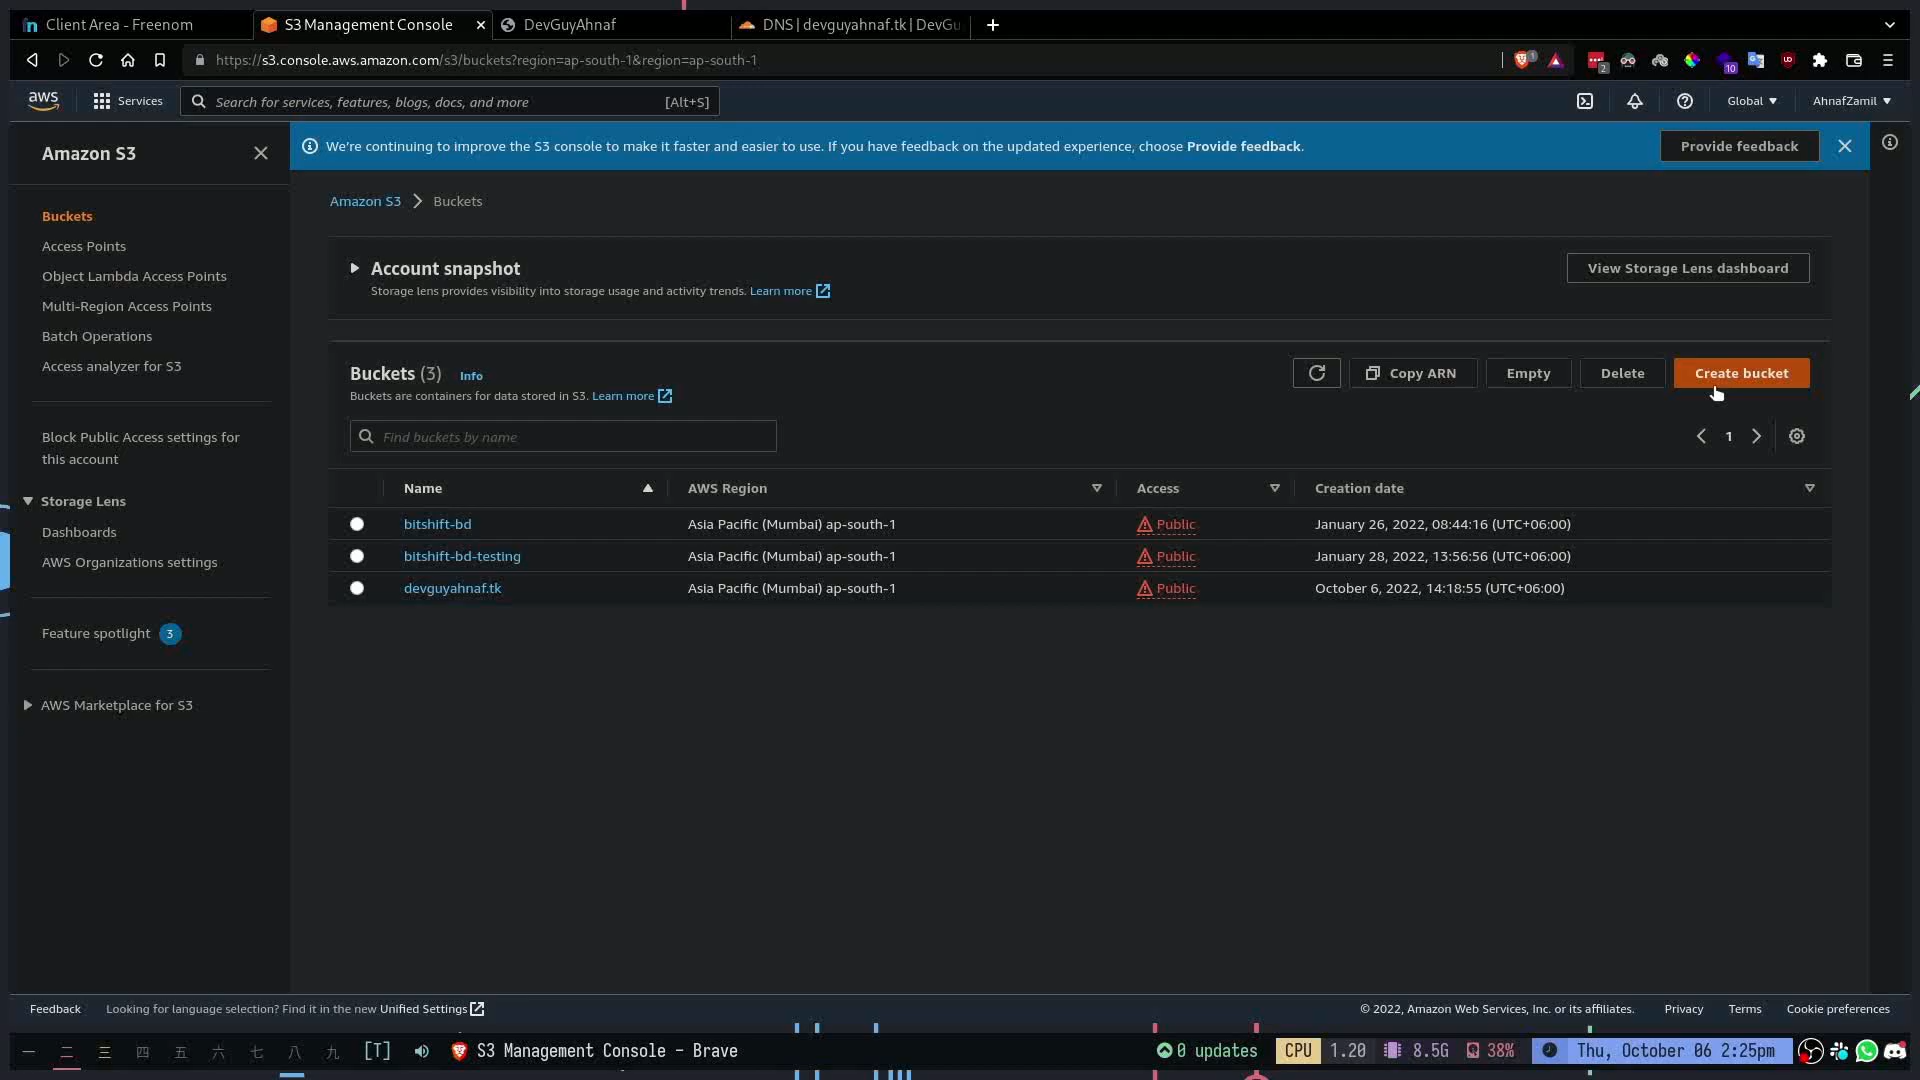 Client Area - Freenom
S3 Management Console
DevGuyAhnaf
DNS | devguyahnaf.tk | DevGu
https://s3.console.aws.amazon.com/s3/buckets?region=ap-south-1&region=ap-south-1
1
2
10
aws
Services
Search for services, features, blogs, docs, and more
[Alt+S]
Global
AhnafZamil
Amazon S3
We're continuing to improve the S3 console to make it faster and easier to use. If you have feedback on the updated experience, choose Provide feedback.
Provide feedback
Buckets
Access Points
Object Lambda Access Points
Multi-Region Access Points
Batch Operations
Access analyzer for S3
Block Public Access settings for
this account
Storage Lens
Dashboards
AWS Organizations settings
Feature spotlight 3
AWS Marketplace for S3
Amazon S3 > Buckets
Account snapshot
Storage lens provides visibility into storage usage and activity trends. Learn more
View Storage Lens dashboard
Buckets (3) Info
Buckets are containers for data stored in S3. Learn more
Copy ARN
Empty
Delete
Create bucket
Find buckets by name
1
Name AWS Region Access Creation date
bitshift-bd Asia Pacific (Mumbai) ap-south-1 Public January 26, 2022, 08:44:16 (UTC+06:00)
bitshift-bd-testing Asia Pacific (Mumbai) ap-south-1 Public January 28, 2022, 13:56:56 (UTC+06:00)
devguyahnaf.tk Asia Pacific (Mumbai) ap-south-1 Public October 6, 2022, 14:18:55 (UTC+06:00)
Feedback
Looking for language selection? Find it in the new Unified Settings
© 2022, Amazon Web Services, Inc. or its affiliates.
Privacy
Terms
Cookie preferences
一 二 三 四 五 六 七 八 九 [T]
S3 Management Console - Brave
0 updates
CPU 1.20
8.5G
38%
Thu, October 06 2:25pm